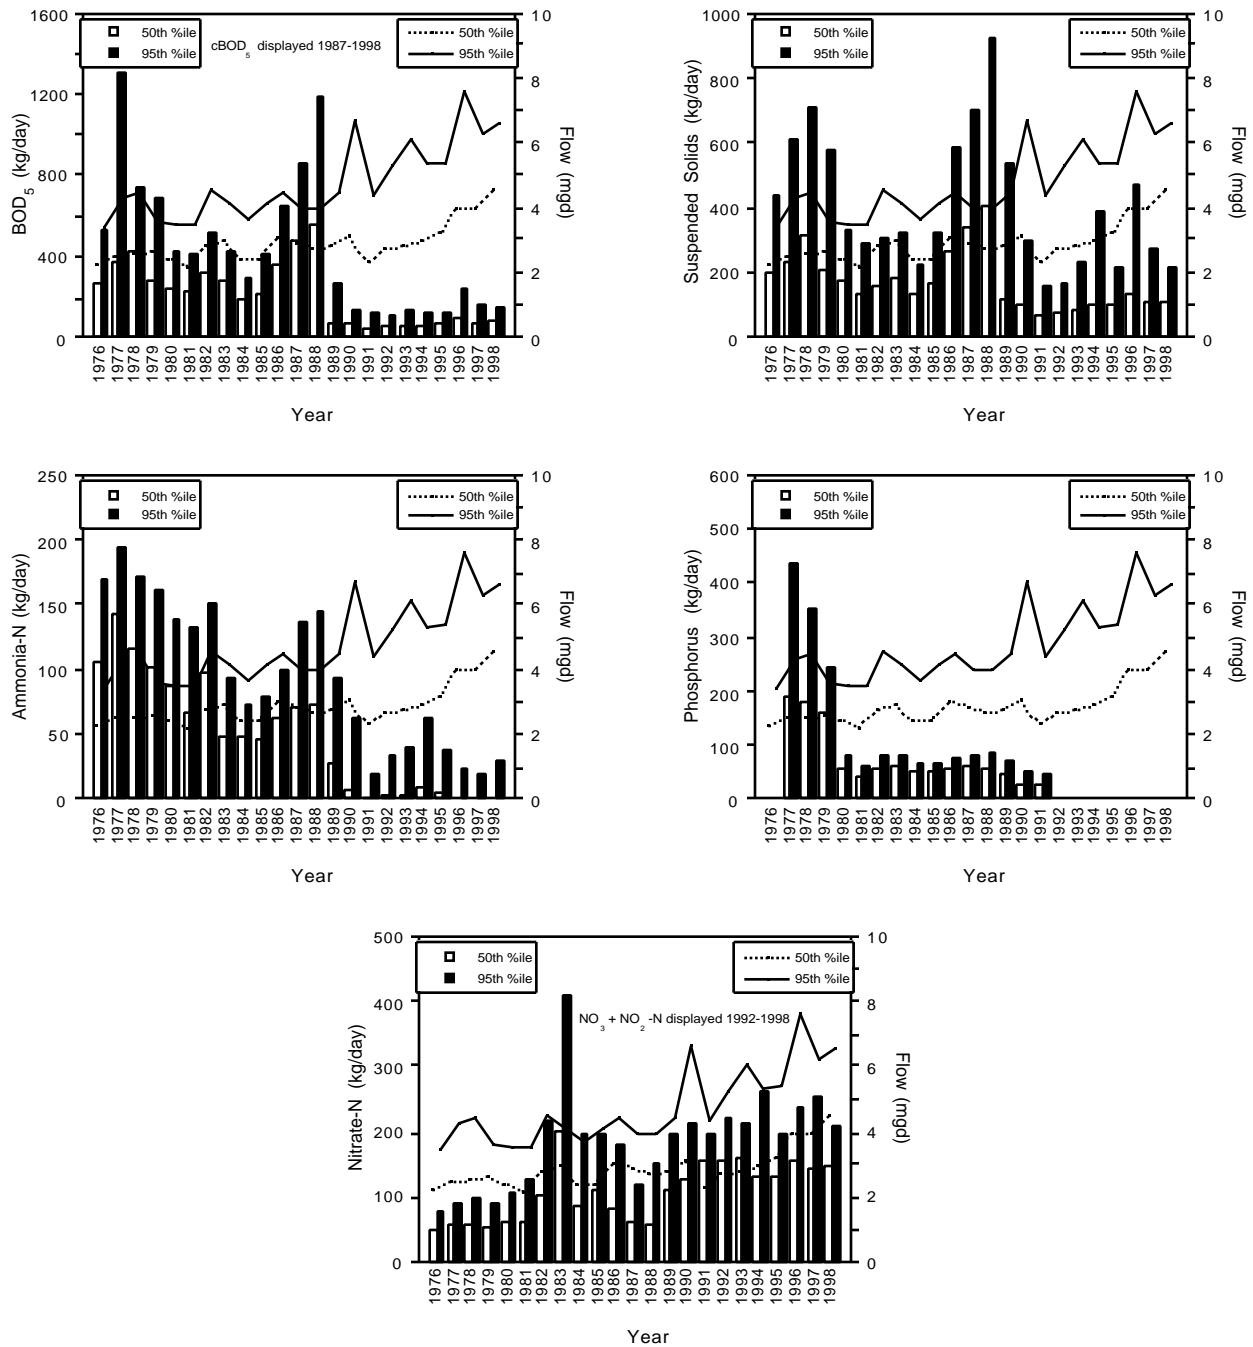 1600
1200
800
400
0
BOD5 (kg/day)
50th %ile
95th %ile
cBOD5 displayed 1987-1998
50th %ile
95th %ile
10
8
6
4
2
0
Flow (mgd)
1976 1977 1978 1979 1980 1981 1982 1983 1984 1985 1986 1987 1988 1989 1990 1991 1992 1993 1994 1995 1996 1997 1998
Year
1000
800
600
400
200
0
Suspended Solids (kg/day)
50th %ile
95th %ile
50th %ile
95th %ile
10
8
6
4
2
0
Flow (mgd)
1976 1977 1978 1979 1980 1981 1982 1983 1984 1985 1986 1987 1988 1989 1990 1991 1992 1993 1994 1995 1996 1997 1998
Year
250
200
150
100
50
0
Ammonia-N (kg/day)
50th %ile
95th %ile
50th %ile
95th %ile
10
8
6
4
2
0
Flow (mgd)
1976 1977 1978 1979 1980 1981 1982 1983 1984 1985 1986 1987 1988 1989 1990 1991 1992 1993 1994 1995 1996 1997 1998
Year
600
500
400
300
200
100
0
Phosphorus (kg/day)
50th %ile
95th %ile
50th %ile
95th %ile
10
8
6
4
2
0
Flow (mgd)
1976 1977 1978 1979 1980 1981 1982 1983 1984 1985 1986 1987 1988 1989 1990 1991 1992 1993 1994 1995 1996 1997 1998
Year
500
400
300
200
100
0
Nitrate-N (kg/day)
50th %ile
95th %ile
50th %ile
95th %ile
NO3 + NO2 -N displayed 1992-1998
10
8
6
4
2
0
Flow (mgd)
1976 1977 1978 1979 1980 1981 1982 1983 1984 1985 1986 1987 1988 1989 1990 1991 1992 1993 1994 1995 1996 1997 1998
Year